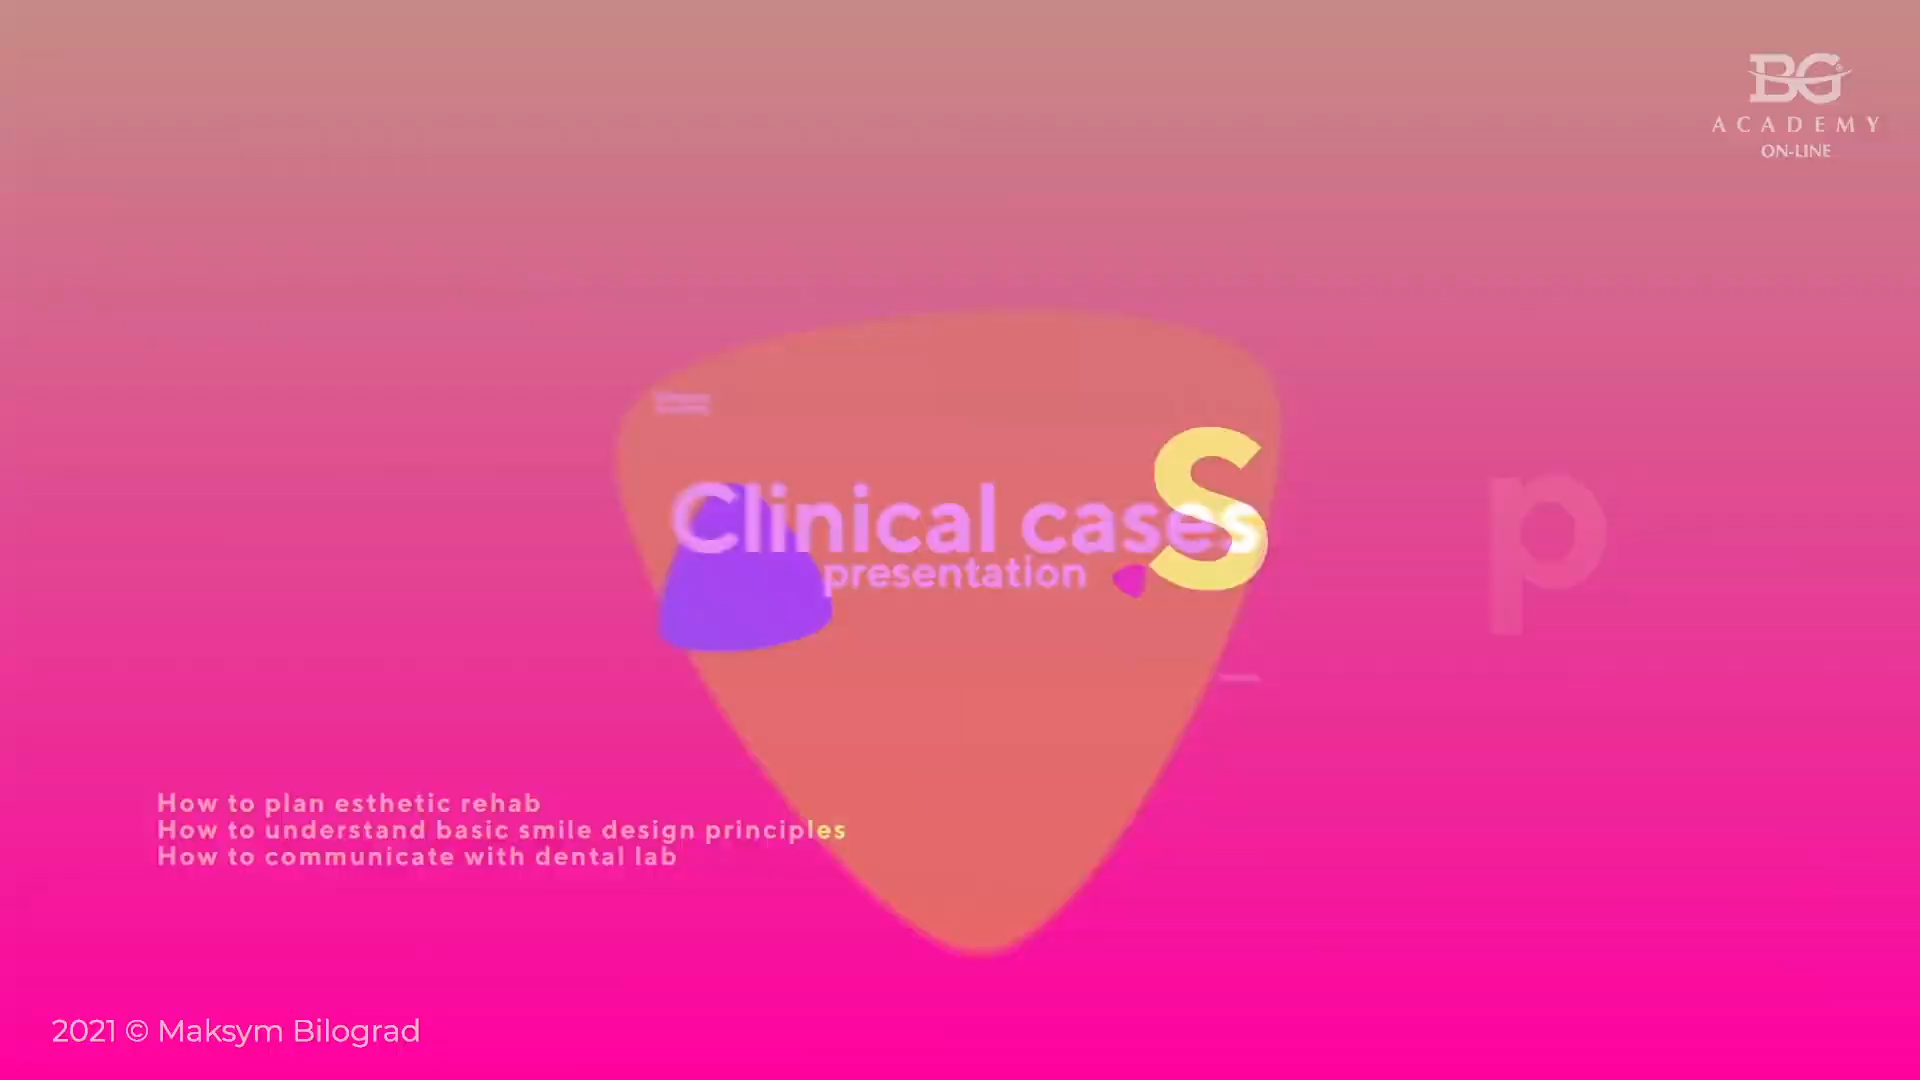 BG
ACADEMY
ON-LINE
S
Clinical cases
p
presentation
How to plan esthetic rehab
How to understand basic smile design principles
How to communicate with dental lab
2021 © Maksym Bilograd